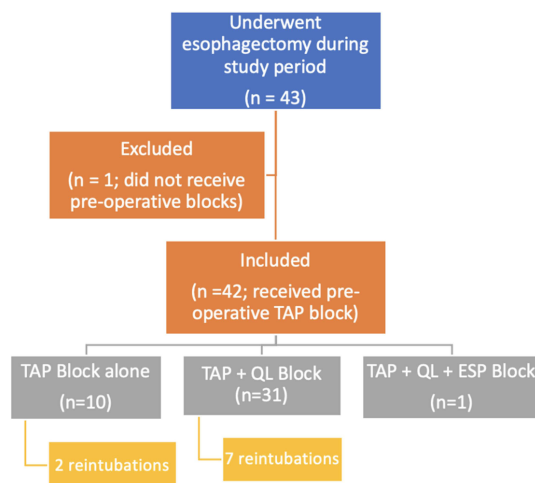 Underwent
esophagectomy during
study period
(n = 43)
Excluded
(n = 1; did not receive
pre-operative blocks)
Included
(n =42; received pre-
operative TAP block)
TAP Block alone
(n=10)
TAP + QL Block
(n=31)
TAP + QL + ESP Block
(n=1)
2 reintubations
7 reintubations